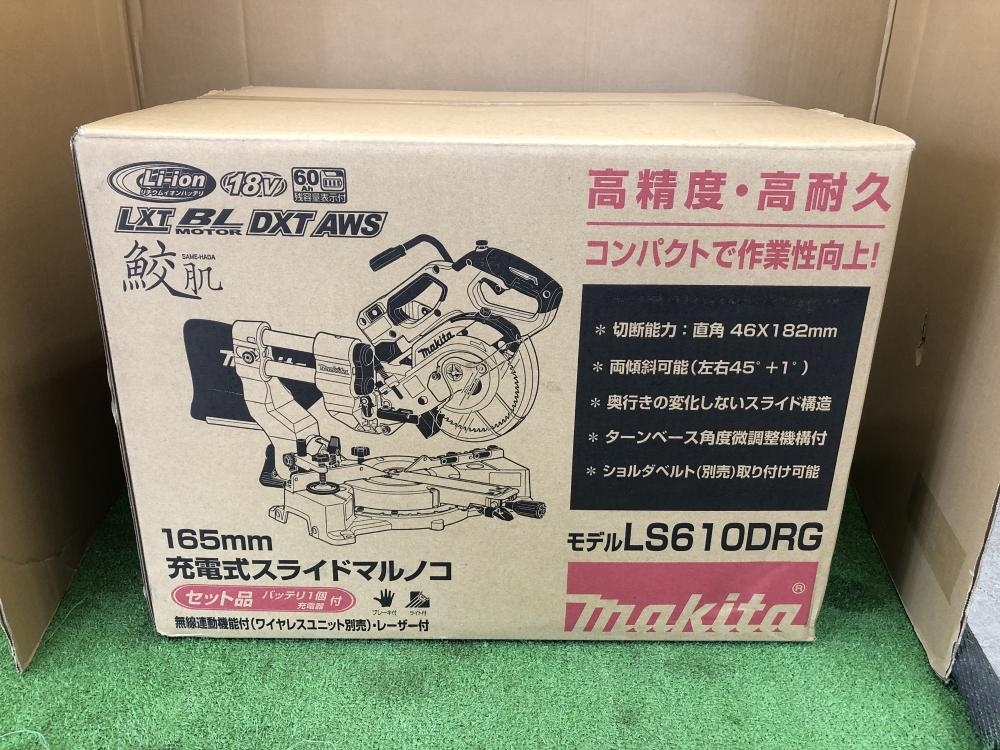 Li-ion
リチウムイオンバッテリ
18V
6.0
Ah
残容量表示付
LXT BL MOTOR DXT AWS
鮫肌
SAME-HADA
高精度・高耐久
コンパクトで作業性向上!
＊ 切断能力：直角 46X182mm
＊ 両傾斜可能(左右45°＋1°)
＊ 奥行きの変化しないスライド構造
＊ ターンベース角度微調整機構付
＊ ショルダベルト(別売)取り付け可能
makita
makita
165mm
充電式スライドマルノコ
セット品 バッテリ1個 充電器 付
ブレーキ付
ライト付
無線連動機能付(ワイヤレスユニット別売)・レーザー付
モデルLS610DRG
makita®